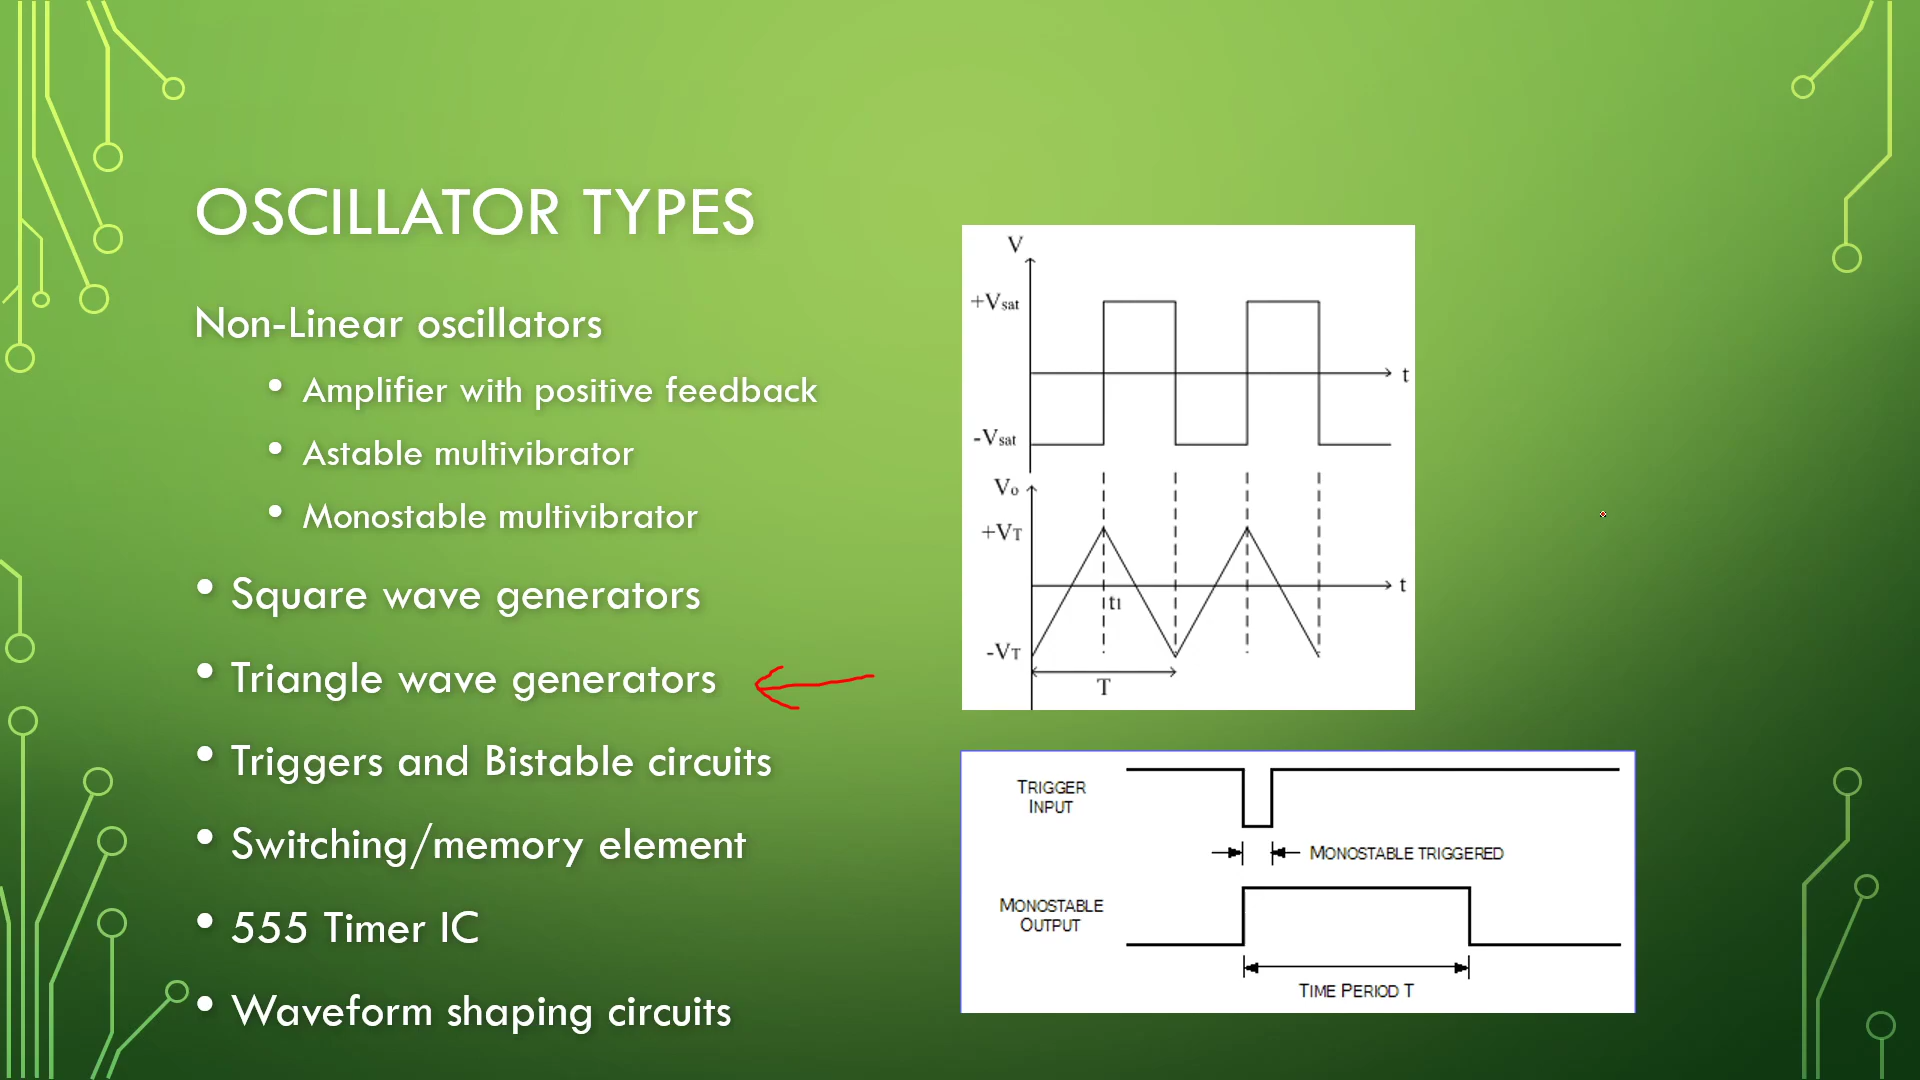 OSCILLATOR TYPES
Non-Linear oscillators
• Amplifier with positive feedback
• Astable multivibrator
• Monostable multivibrator
• Square wave generators
• Triangle wave generators
• Triggers and Bistable circuits
• Switching/memory element
• 555 Timer IC
• Waveform shaping circuits
V
+Vsat
t
-Vsat
Vo
+VT
t
t1
-VT
T
TRIGGER
INPUT
MONOSTABLE TRIGGERED
MONOSTABLE
OUTPUT
TIME PERIOD T